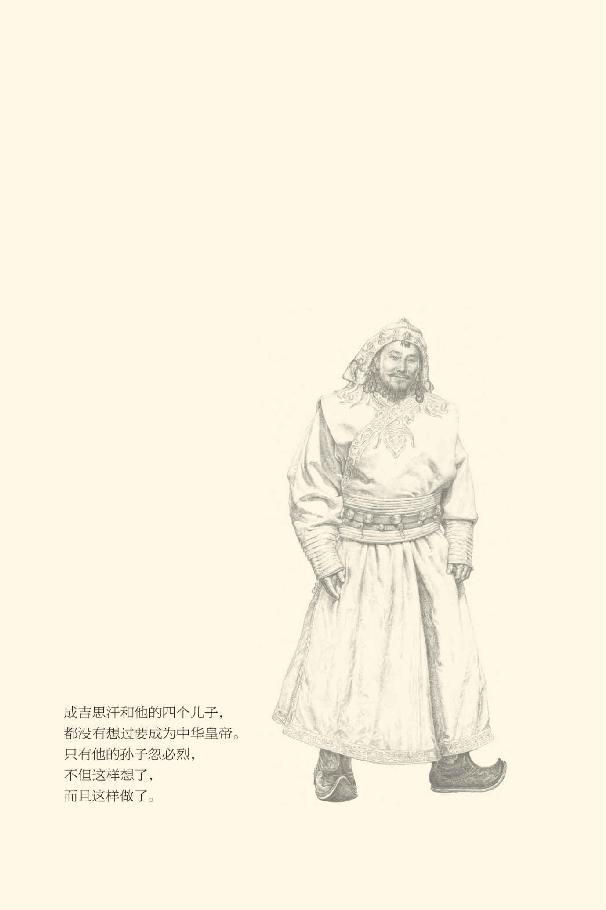 成吉思汗和他的四个儿子，
都没有想过要成为中华皇帝。
只有他的孙子忽必烈，
不但这样想了，
而且这样做了。